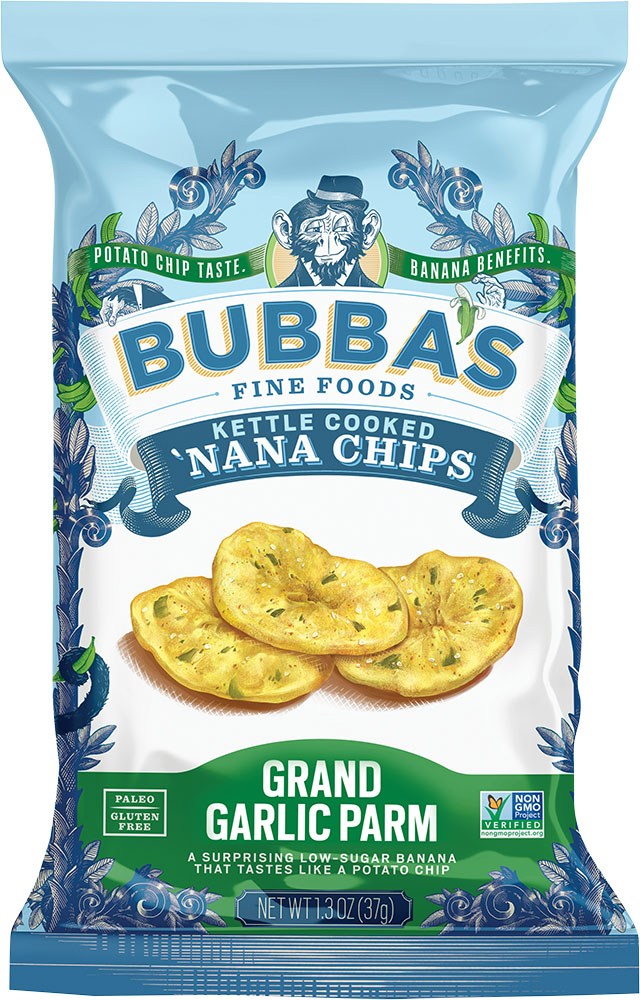 POTATO CHIP TASTE.
BANANA BENEFITS.
BUBBA'S
FINE FOODS
KETTLE COOKED
'NANA CHIPS
GRAND
GARLIC PARM
PALEO
GLUTEN
FREE
NON
GMO
Project
VERIFIED
nongmoproject.org
A SURPRISING LOW-SUGAR BANANA
THAT TASTES LIKE A POTATO CHIP
NET WT 1.3 OZ (37g)